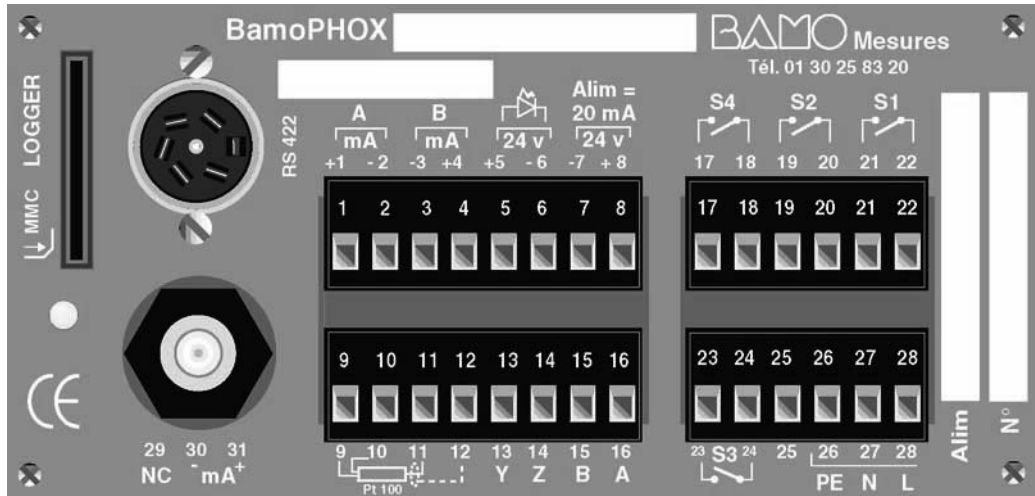 BamoPHOX BAMO Mesures
Tél. 01 30 25 83 20
LOGGER
MMC
RS 422
A B Alim =
mA mA 24 v 20 mA
24 v
S4 S2 S1
+1 -2 -3 +4 +5 -6 -7 +8 17 18 19 20 21 22
1 2 3 4 5 6 7 8 17 18 19 20 21 22
9 10 11 12 13 14 15 16 23 24 25 26 27 28
CE
29 30 31
NC - mA +
9 10 11 12 13 14 15 16 23 S3 24 25 26 27 28
Pt 100 Y Z B A PE N L
Alim
N°